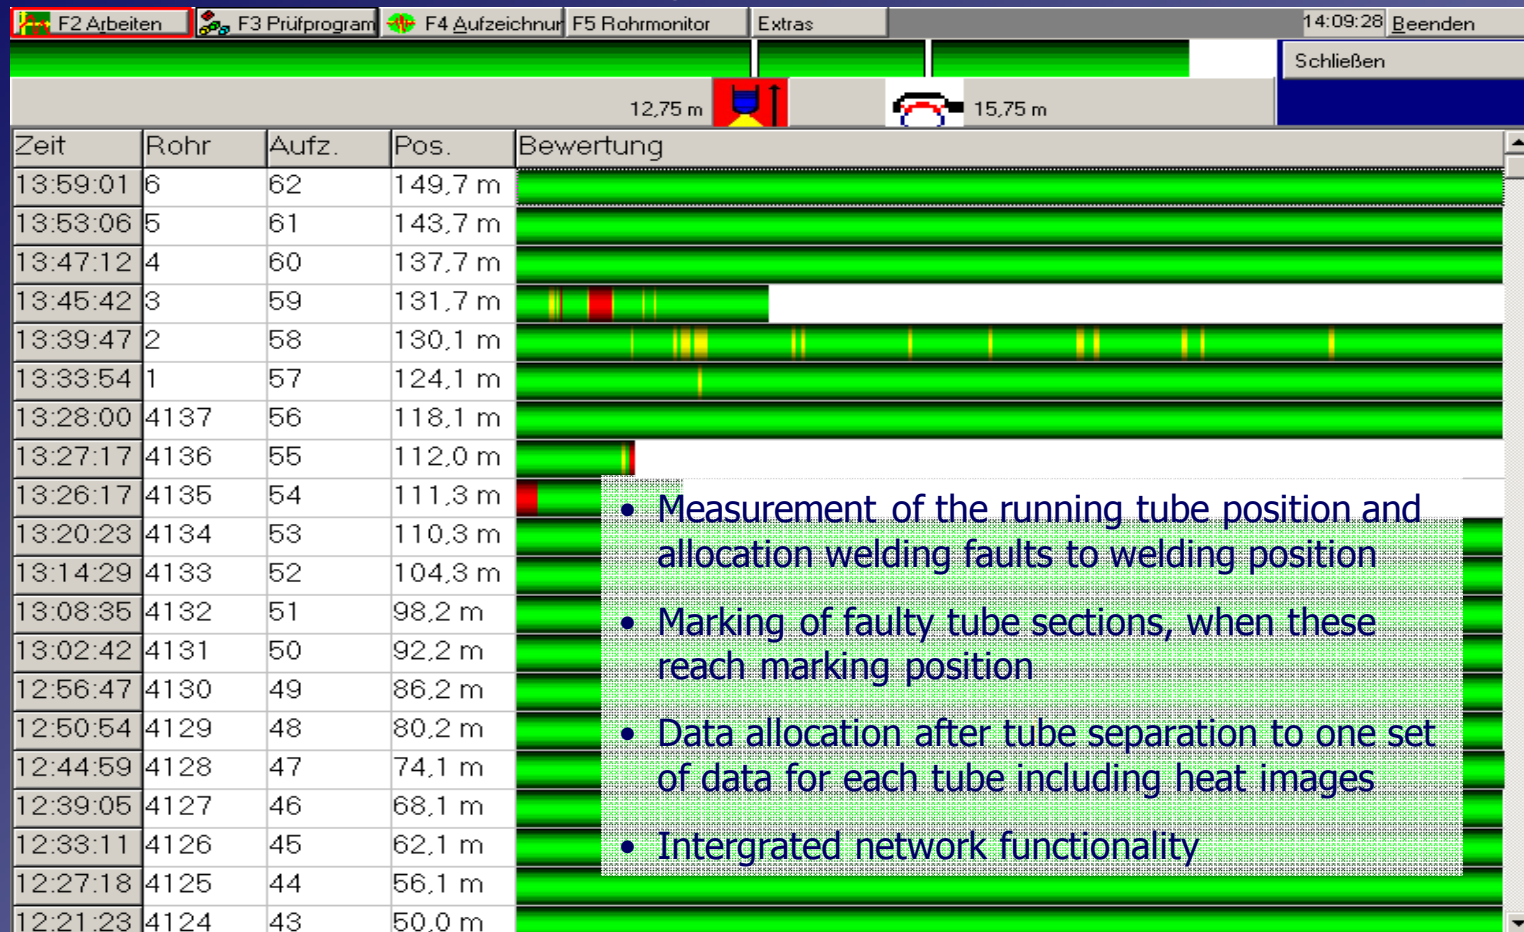 F2 Arbeiten F3 Prüfprogram F4 Aufzeichnur F5 Rohrmonitor Extras 14:09:28 Beenden
Schließen
12,75 m 15,75 m
Zeit Rohr Aufz. Pos. Bewertung
13:59:01 6 62 149,7 m
13:53:06 5 61 143,7 m
13:47:12 4 60 137,7 m
13:45:42 3 59 131,7 m
13:39:47 2 58 130,1 m
13:33:54 1 57 124,1 m
13:28:00 4137 56 118,1 m
13:27:17 4136 55 112,0 m
13:26:17 4135 54 111,3 m
13:20:23 4134 53 110,3 m
13:14:29 4133 52 104,3 m
13:08:35 4132 51 98,2 m
13:02:42 4131 50 92,2 m
12:56:47 4130 49 86,2 m
12:50:54 4129 48 80,2 m
12:44:59 4128 47 74,1 m
12:39:05 4127 46 68,1 m
12:33:11 4126 45 62,1 m
12:27:18 4125 44 56,1 m
12:21:23 4124 43 50,0 m
• Measurement of the running tube position and
allocation welding faults to welding position
• Marking of faulty tube sections, when these
reach marking position
• Data allocation after tube separation to one set
of data for each tube including heat images
• Intergrated network functionality